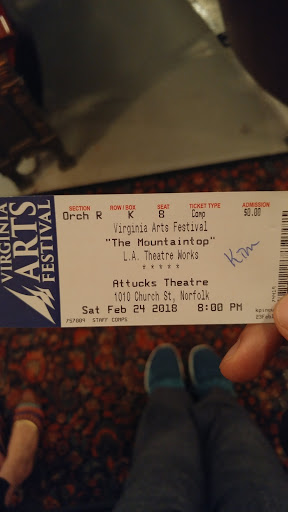 VIRGINIA
ARTS
FESTIVAL
SECTION ROW/BOX SEAT TICKET TYPE ADMISSION
Orch R K 8 Comp $0.00
Virginia Arts Festival
"The Mountaintop"
L.A. Theatre Works
* * * * *
Attucks Theatre
1010 Church St, Norfolk
Sat Feb 24 2018 8:00 PM
757089 STAFF COMPS
Kim